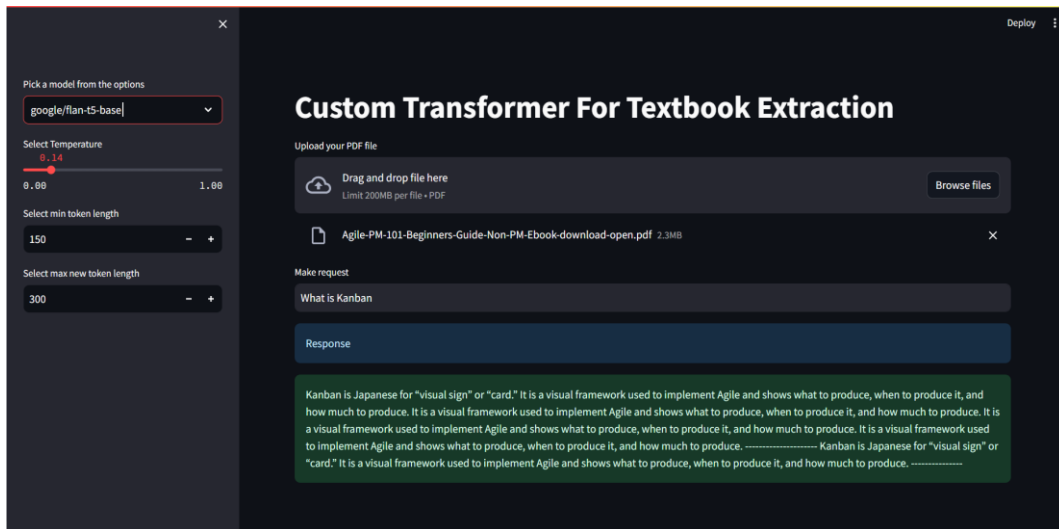 Deploy
Pick a model from the options
google/flan-t5-base
Select Temperature
0.14
0.00 1.00
Select min token length
150
Select max new token length
300
Custom Transformer For Textbook Extraction
Upload your PDF file
Drag and drop file here
Limit 200MB per file • PDF
Browse files
Agile-PM-101-Beginners-Guide-Non-PM-Ebook-download-open.pdf 2.3MB
Make request
What is Kanban
Response
Kanban is Japanese for “visual sign” or “card.” It is a visual framework used to implement Agile and shows what to produce, when to produce it, and
how much to produce. It is a visual framework used to implement Agile and shows what to produce, when to produce it, and how much to produce. It is
a visual framework used to implement Agile and shows what to produce, when to produce it, and how much to produce. It is a visual framework used
to implement Agile and shows what to produce, when to produce it, and how much to produce. --------------------- Kanban is Japanese for “visual sign” or
“card.” It is a visual framework used to implement Agile and shows what to produce, when to produce it, and how much to produce. ---------------